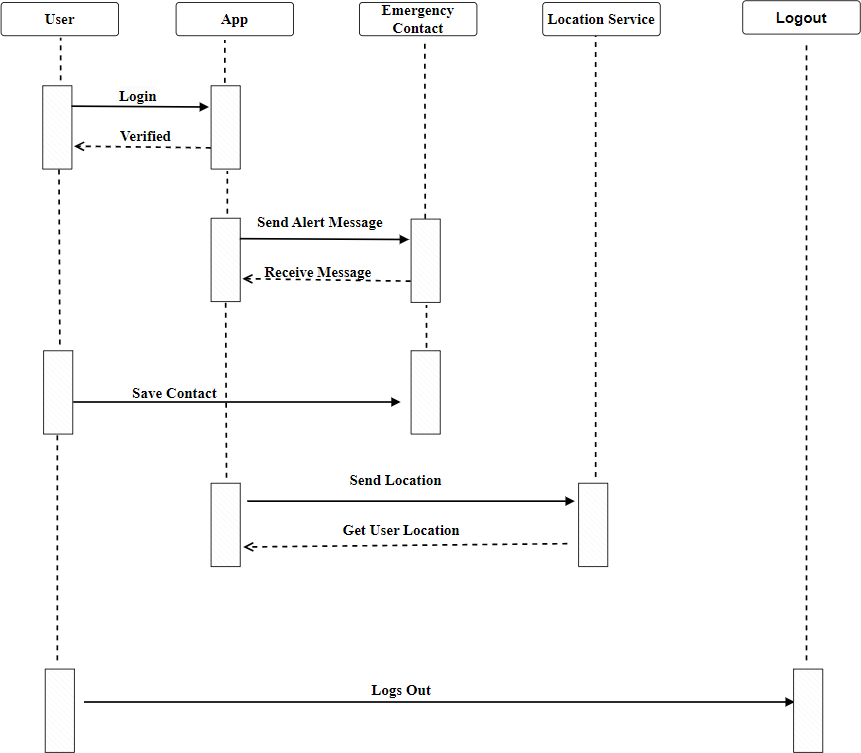 User
App
Emergency
Contact
Location Service
Logout
Login
Verified
Send Alert Message
Receive Message
Save Contact
Send Location
Get User Location
Logs Out